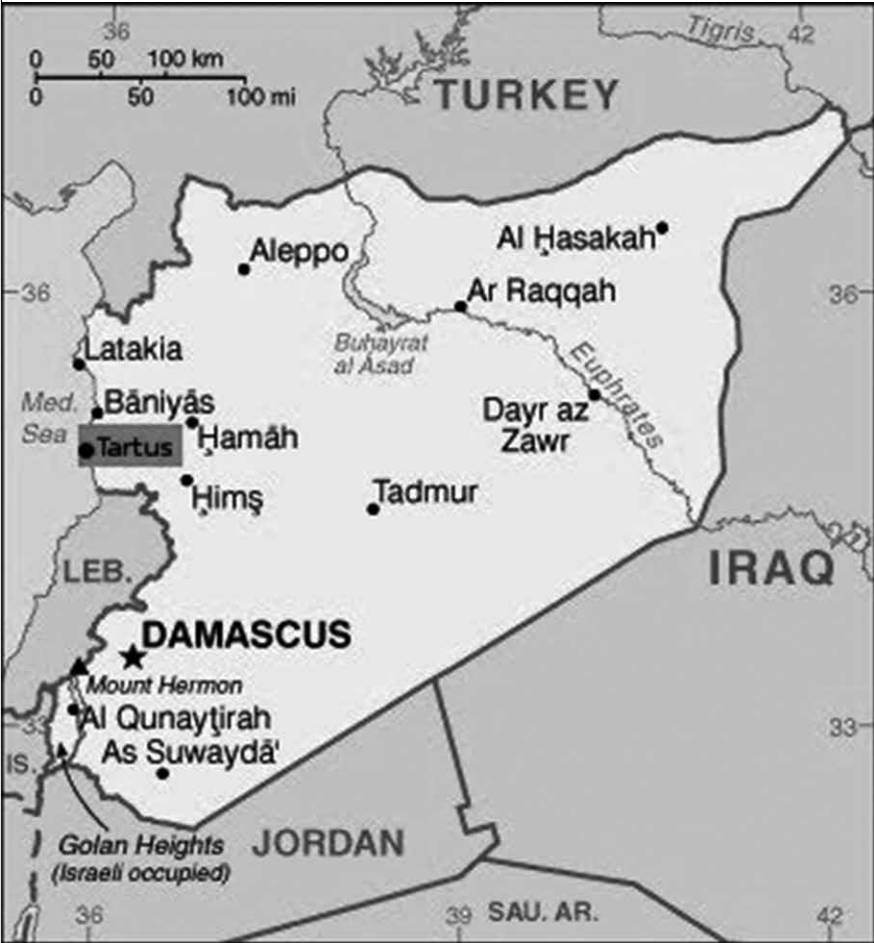 36
Tigris
42
0 50 100 km
0 50 100 mi
TURKEY
Aleppo
Al Ḩasakah
36
Ar Raqqah
36
Buhayrat
al Asad
Latakia
Euphrates
Med.
Sea
Bāniyās
Dayr az
Zawr
Tartus
Ḩamāh
Ḩimş
Tadmur
LEB.
IRAQ
DAMASCUS
Mount Hermon
33
Al Qunayţirah
33
As Suwaydā'
IS.
Golan Heights
(Israeli occupied)
JORDAN
36
39
SAU. AR.
42